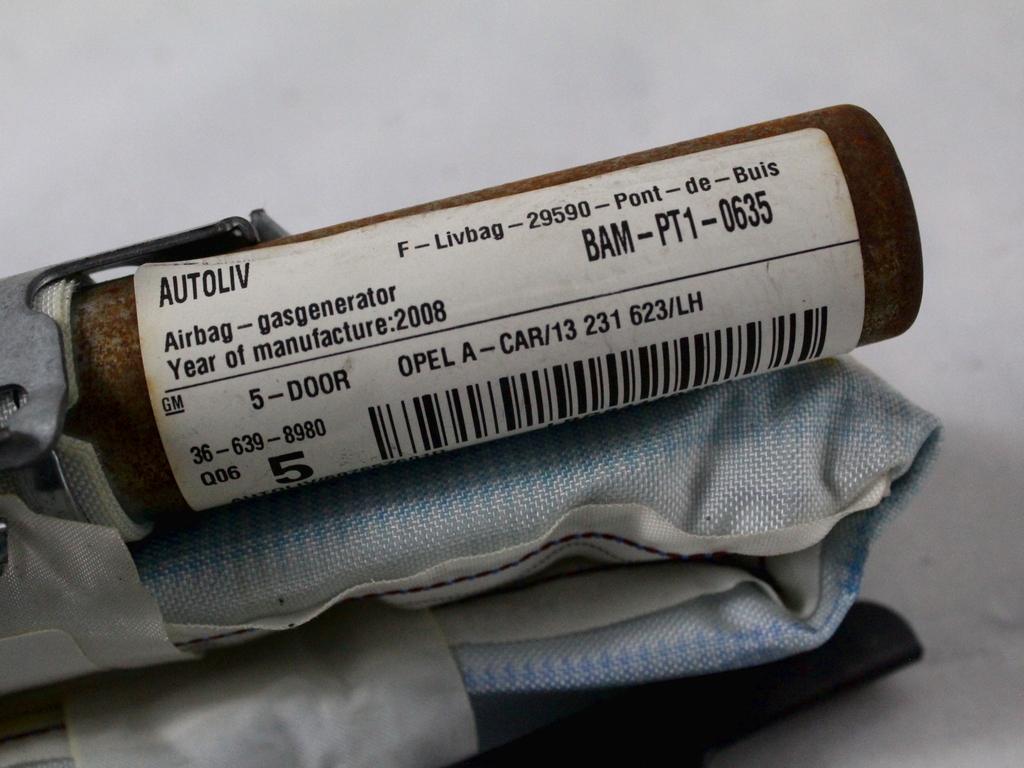 F-Livbag-29590-Pont-de-Buis
AUTOLIV
BAM-PT1-0635
Airbag-gasgenerator
Year of manufacture:2008
GM
5-DOOR
OPEL A-CAR/13 231 623/LH
36-639-8980
Q06
5